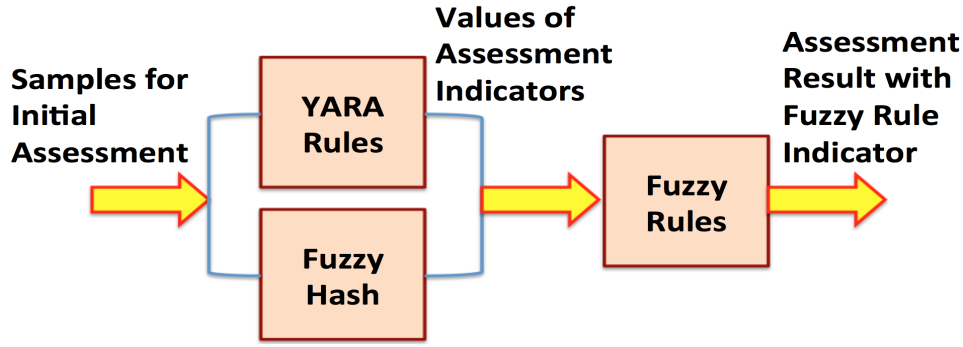 Samples for
Initial
Assessment
YARA
Rules
Fuzzy
Hash
Values of
Assessment
Indicators
Fuzzy
Rules
Assessment
Result with
Fuzzy Rule
Indicator